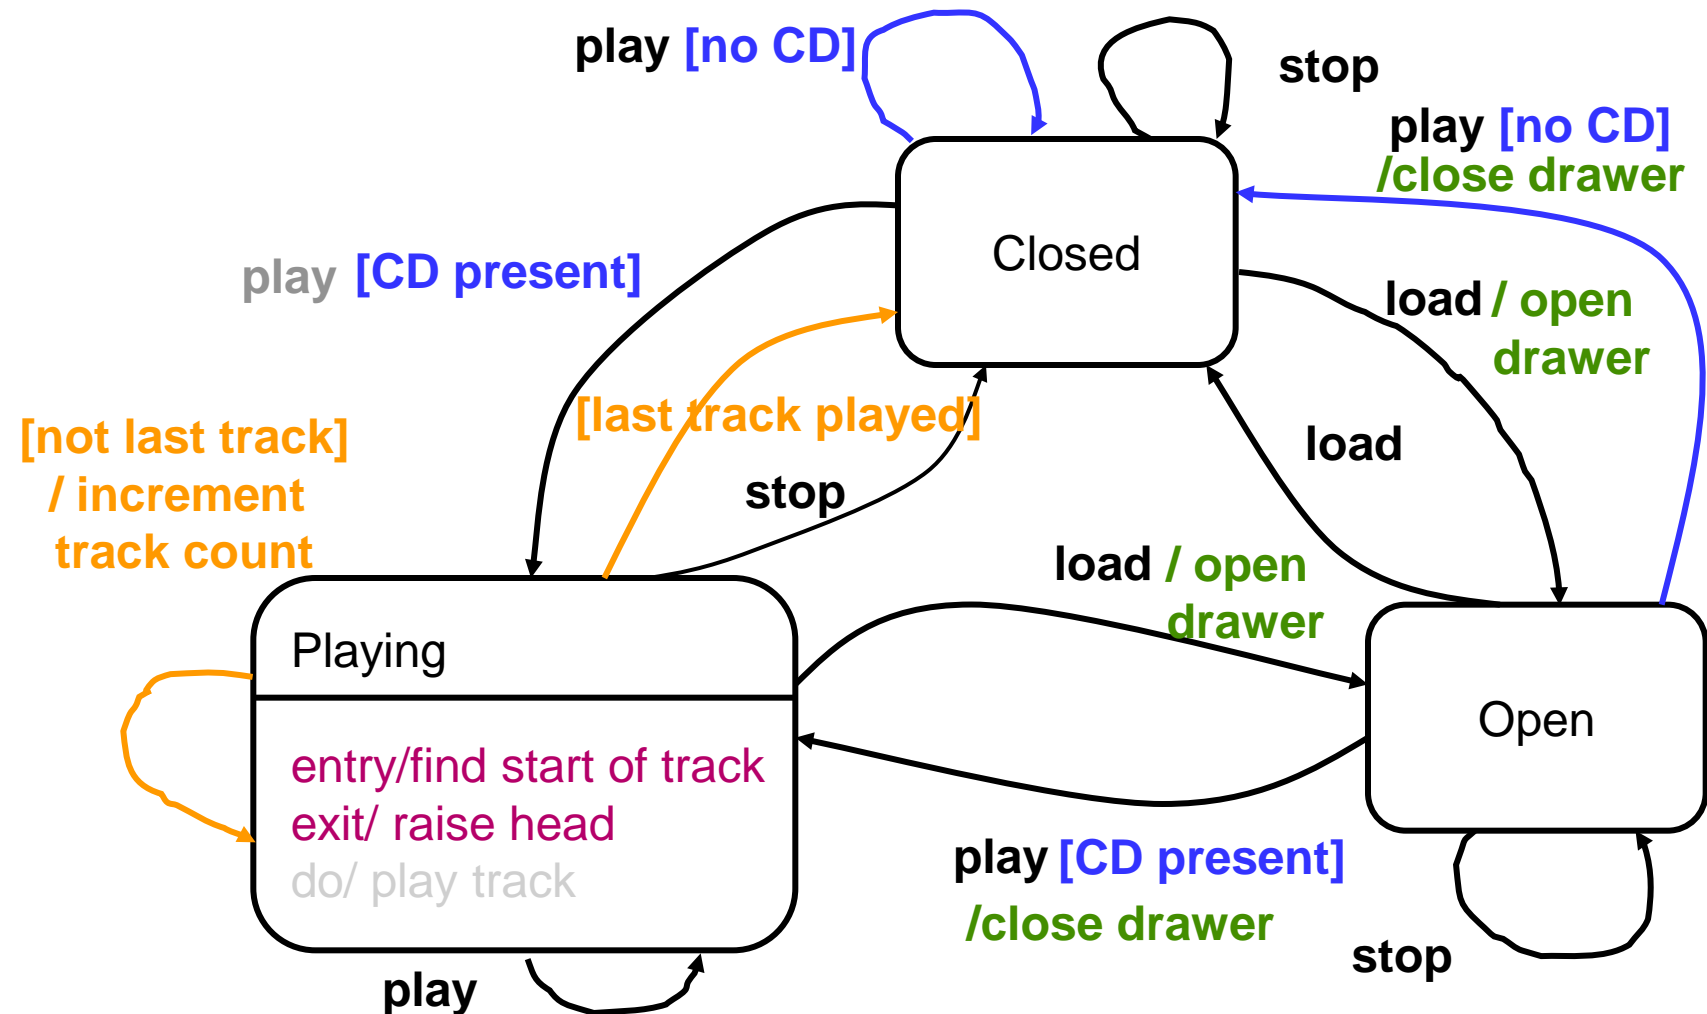 play [no CD]
stop
play [no CD]
/close drawer
Closed
play [CD present]
load / open
drawer
[last track played]
[not last track]
/ increment
track count
load
stop
load / open
drawer
Playing
Open
entry/find start of track
exit/ raise head
do/ play track
play [CD present]
/close drawer
stop
play